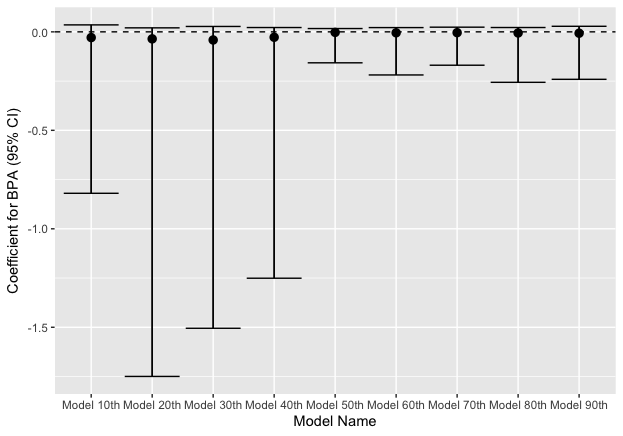 Coefficient for BPA (95% CI)
0.0
-0.5
-1.0
-1.5
Model 10th Model 20th Model 30th Model 40th Model 50th Model 60th Model 70th Model 80th Model 90th
Model Name